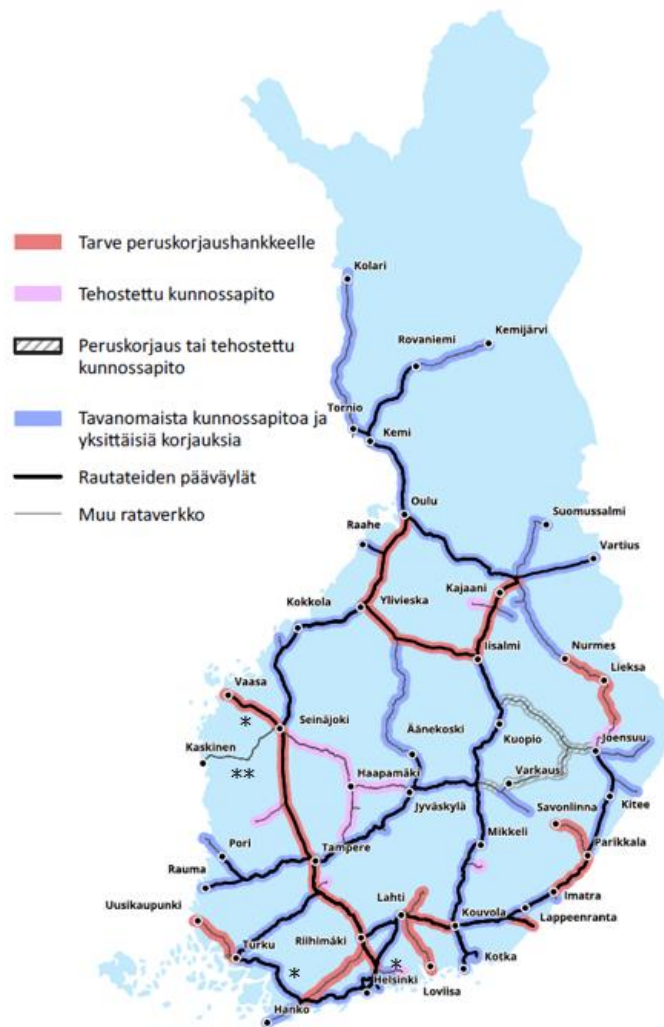 Tarve peruskorjaushankkeelle
Tehostettu kunnossapito
Peruskorjaus tai tehostettu
kunnossapito
Tavanomaista kunnossapitoa ja
yksittäisiä korjauksia
Rautateiden pääväylät
Muu rataverkko
Kolari
Kemijärvi
Rovaniemi
Tornio
Kemi
Oulu
Suomussalmi
Raahe
Vartius
Kajaani
Ylivieska
Kokkola
Iisalmi
Nurmes
Lieksa
Vaasa
*
Seinäjoki
Äänekoski
Kuopio
Joensuu
Kaskinen
**
Haapamäki
Varkaus
Jyväskylä
Savonlinna
Kitee
Pori
Mikkeli
Parikkala
Tampere
Rauma
Imatra
Uusikaupunki
Lahti
Kouvola
Lappeenranta
Turku
Riihimäki
Kotka
*
*
Helsinki
Loviisa
Hanko